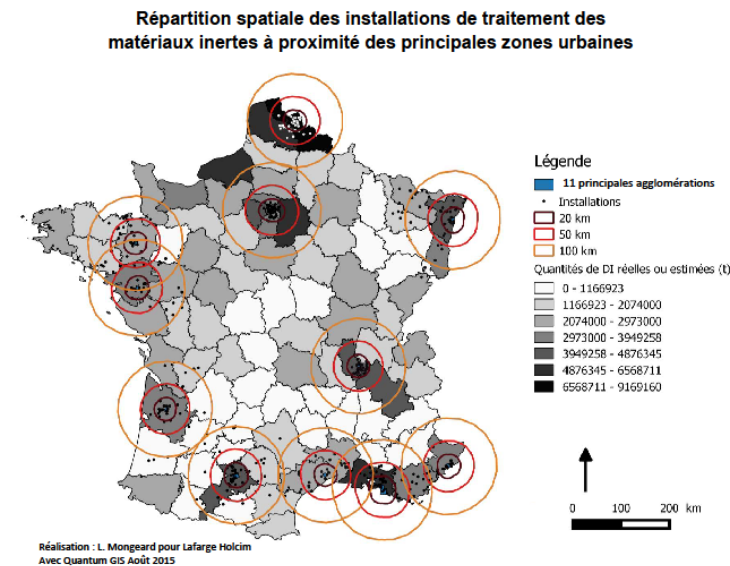 Répartition spatiale des installations de traitement des
matériaux inertes à proximité des principales zones urbaines
Légende
11 principales agglomérations
Installations
20 km
50 km
100 km
Quantités de DI réelles ou estimées (t)
0 - 1166923
1166923 - 2074000
2074000 - 2973000
2973000 - 3949258
3949258 - 4876345
4876345 - 6568711
6568711 - 9169160
0 100 200 km
Réalisation : L. Mongeard pour Lafarge Holcim
Avec Quantum GIS Août 2015